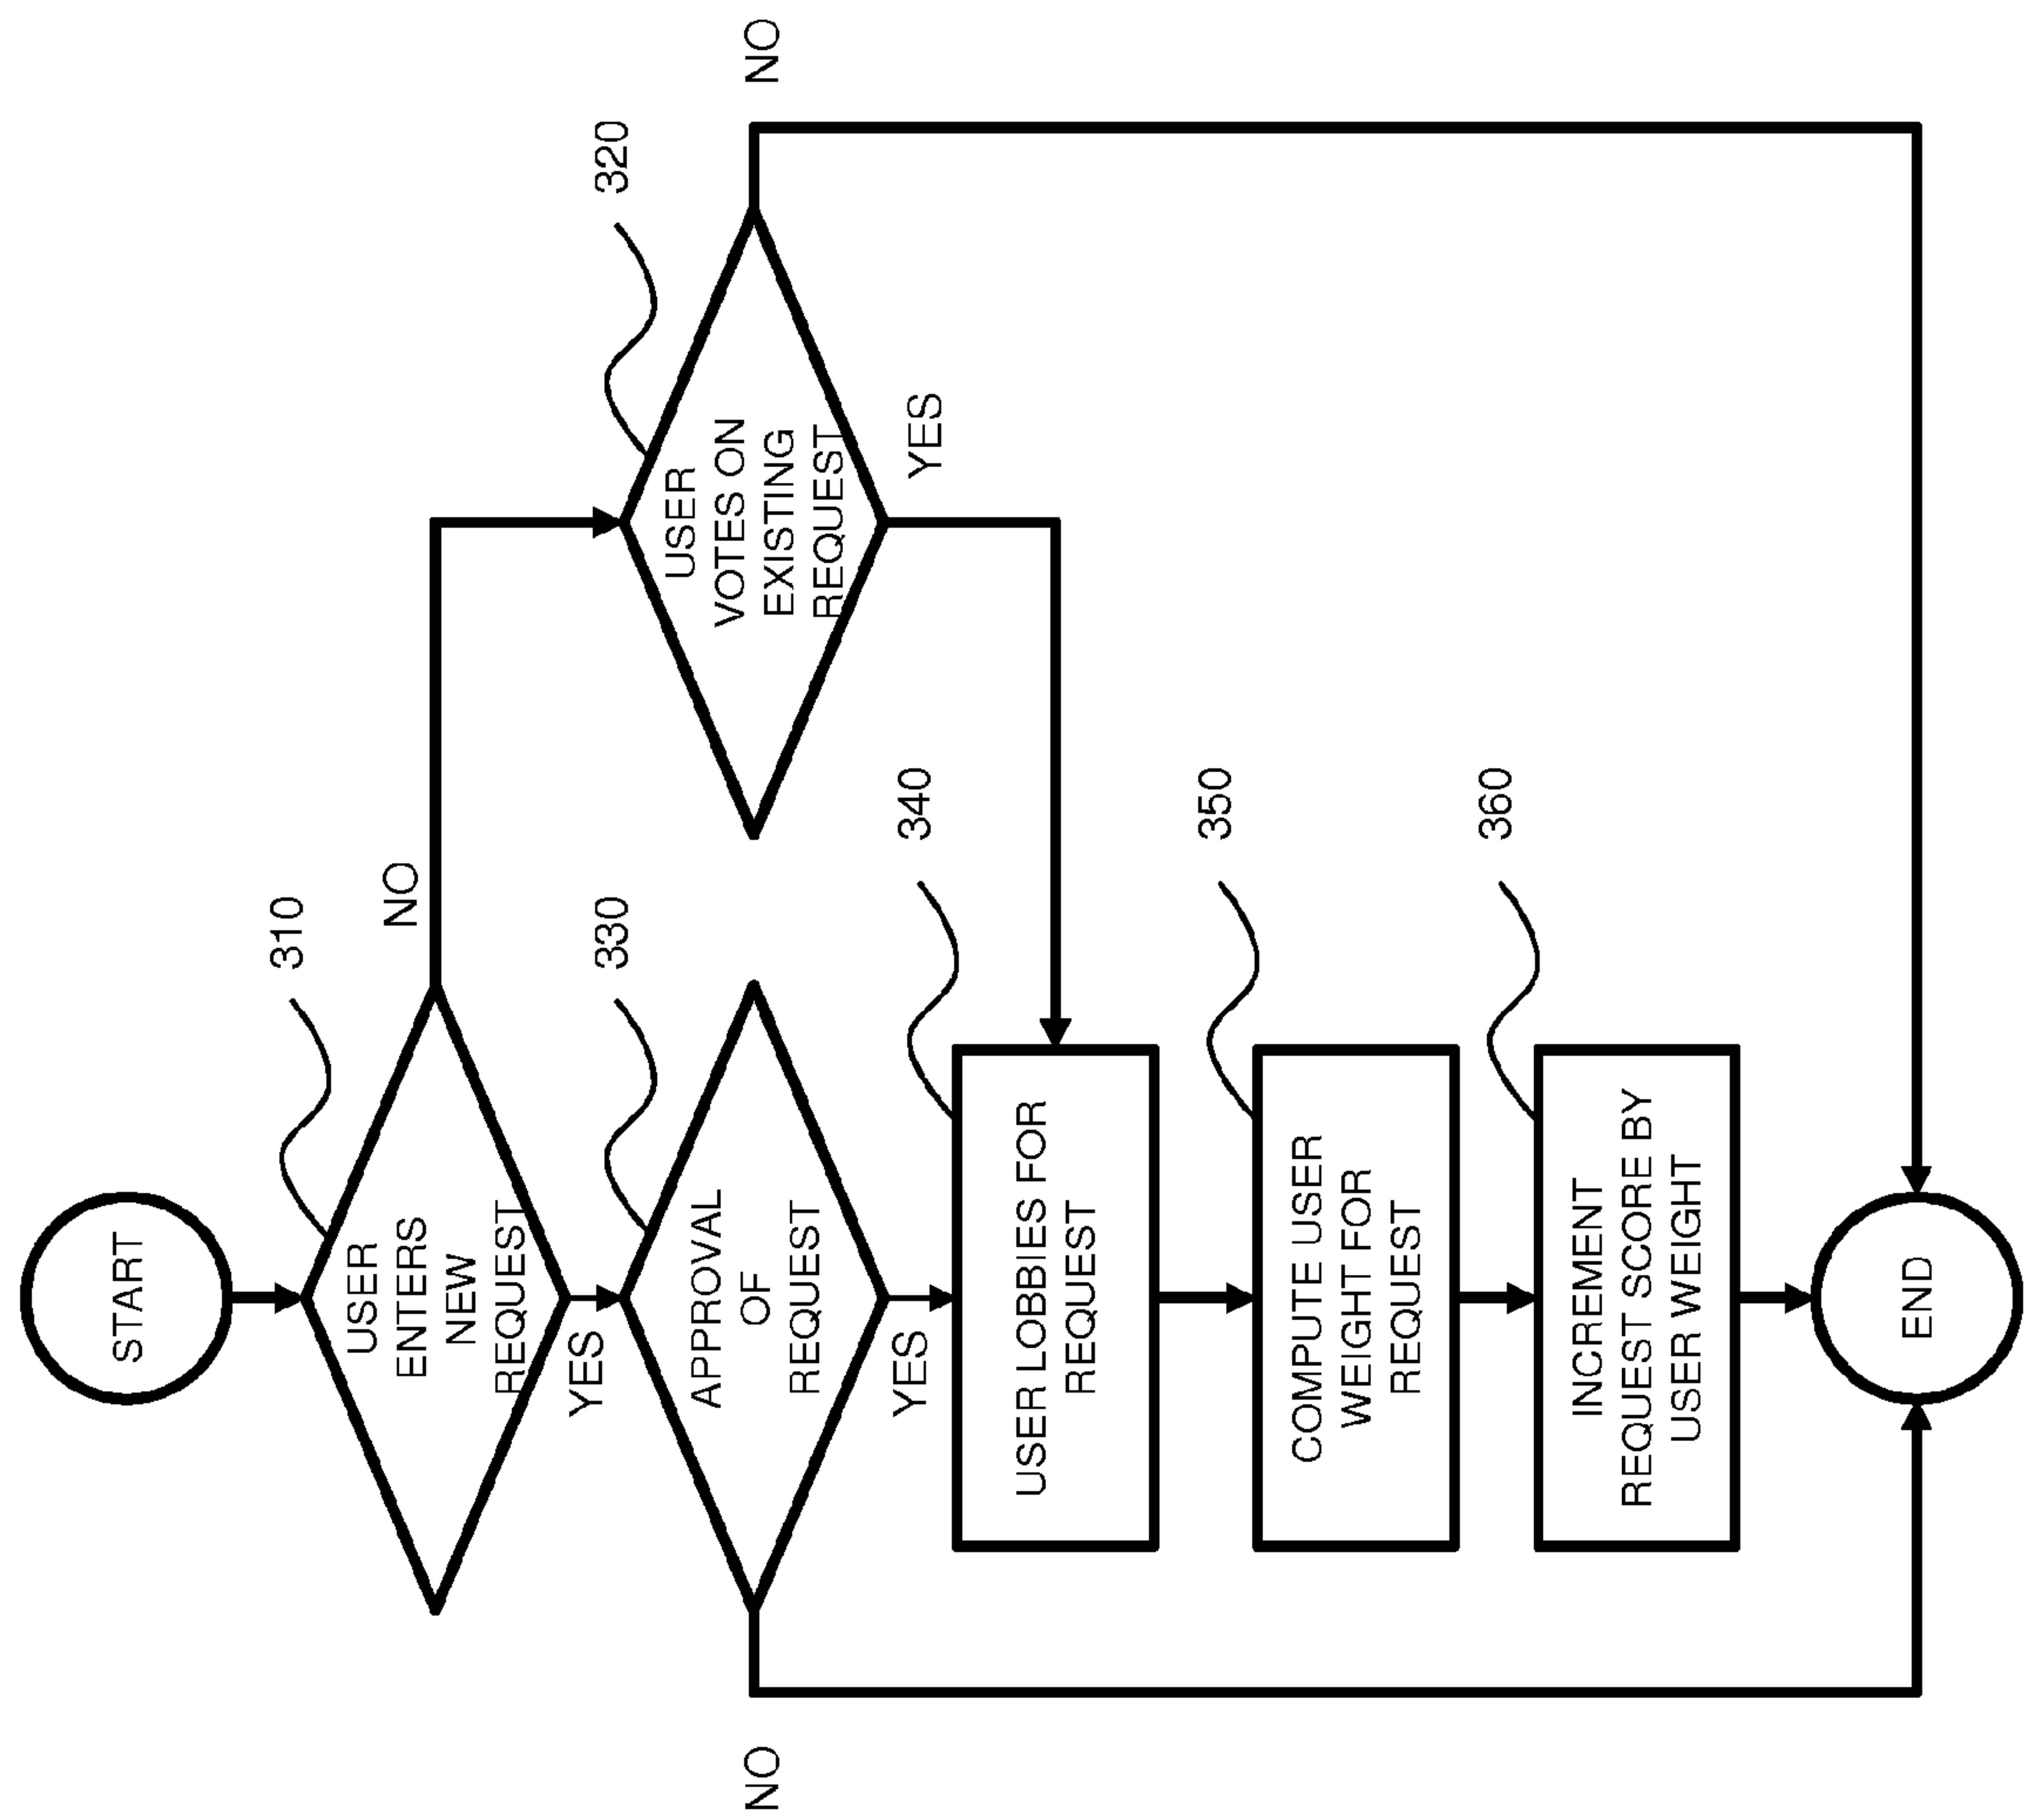 START
310
USER
ENTERS
NEW
REQUEST
NO
YES
320
USER
VOTES ON
EXISTING
REQUEST
NO
YES
330
APPROVAL
OF
REQUEST
NO
YES
340
USER LOBBIES FOR
REQUEST
350
COMPUTE USER
WEIGHT FOR
REQUEST
360
INCREMENT
REQUEST SCORE BY
USER WEIGHT
END